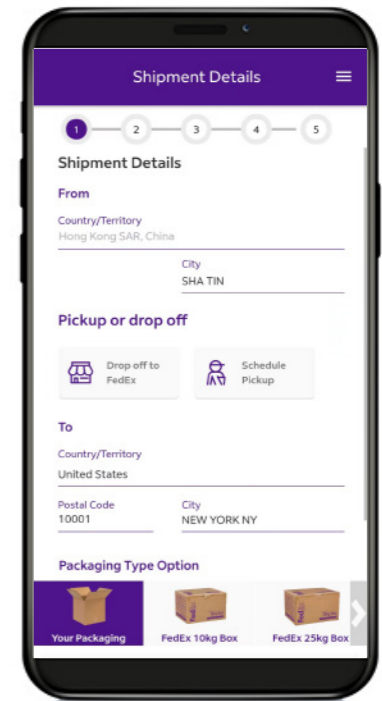 Shipment Details
1 2 3 4 5
Shipment Details
From
Country/Territory
Hong Kong SAR, China
City
SHA TIN
Pickup or drop off
Drop off to
FedEx
Schedule
Pickup
To
Country/Territory
United States
Postal Code
10001
City
NEW YORK NY
Packaging Type Option
Your Packaging
FedEx 10kg Box
FedEx 25kg Box